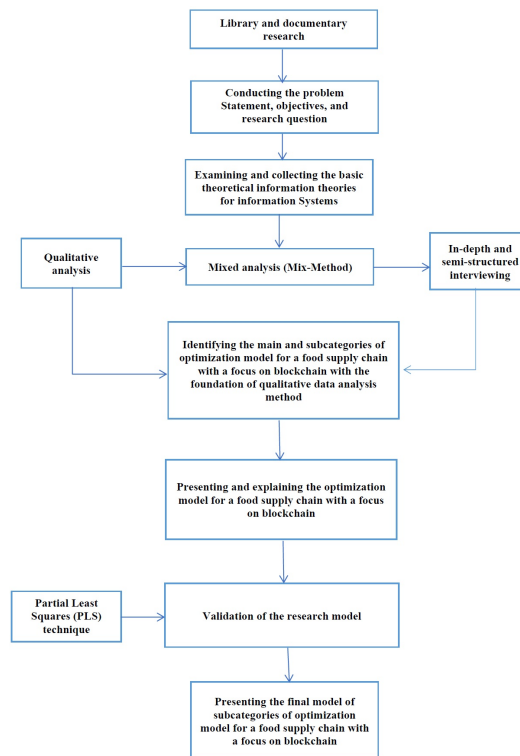 Library and documentary
research
Conducting the problem
Statement, objectives, and
research question
Examining and collecting the basic
theoretical information theories
for information Systems
Qualitative
analysis
Mixed analysis (Mix-Method)
In-depth and
semi-structured
interviewing
Identifying the main and subcategories of
optimization model for a food supply chain
with a focus on blockchain with the
foundation of qualitative data analysis
method
Presenting and explaining the optimization
model for a food supply chain with a focus
on blockchain
Partial Least
Squares (PLS)
technique
Validation of the research model
Presenting the final model of
subcategories of optimization
model for a food supply chain with
a focus on blockchain